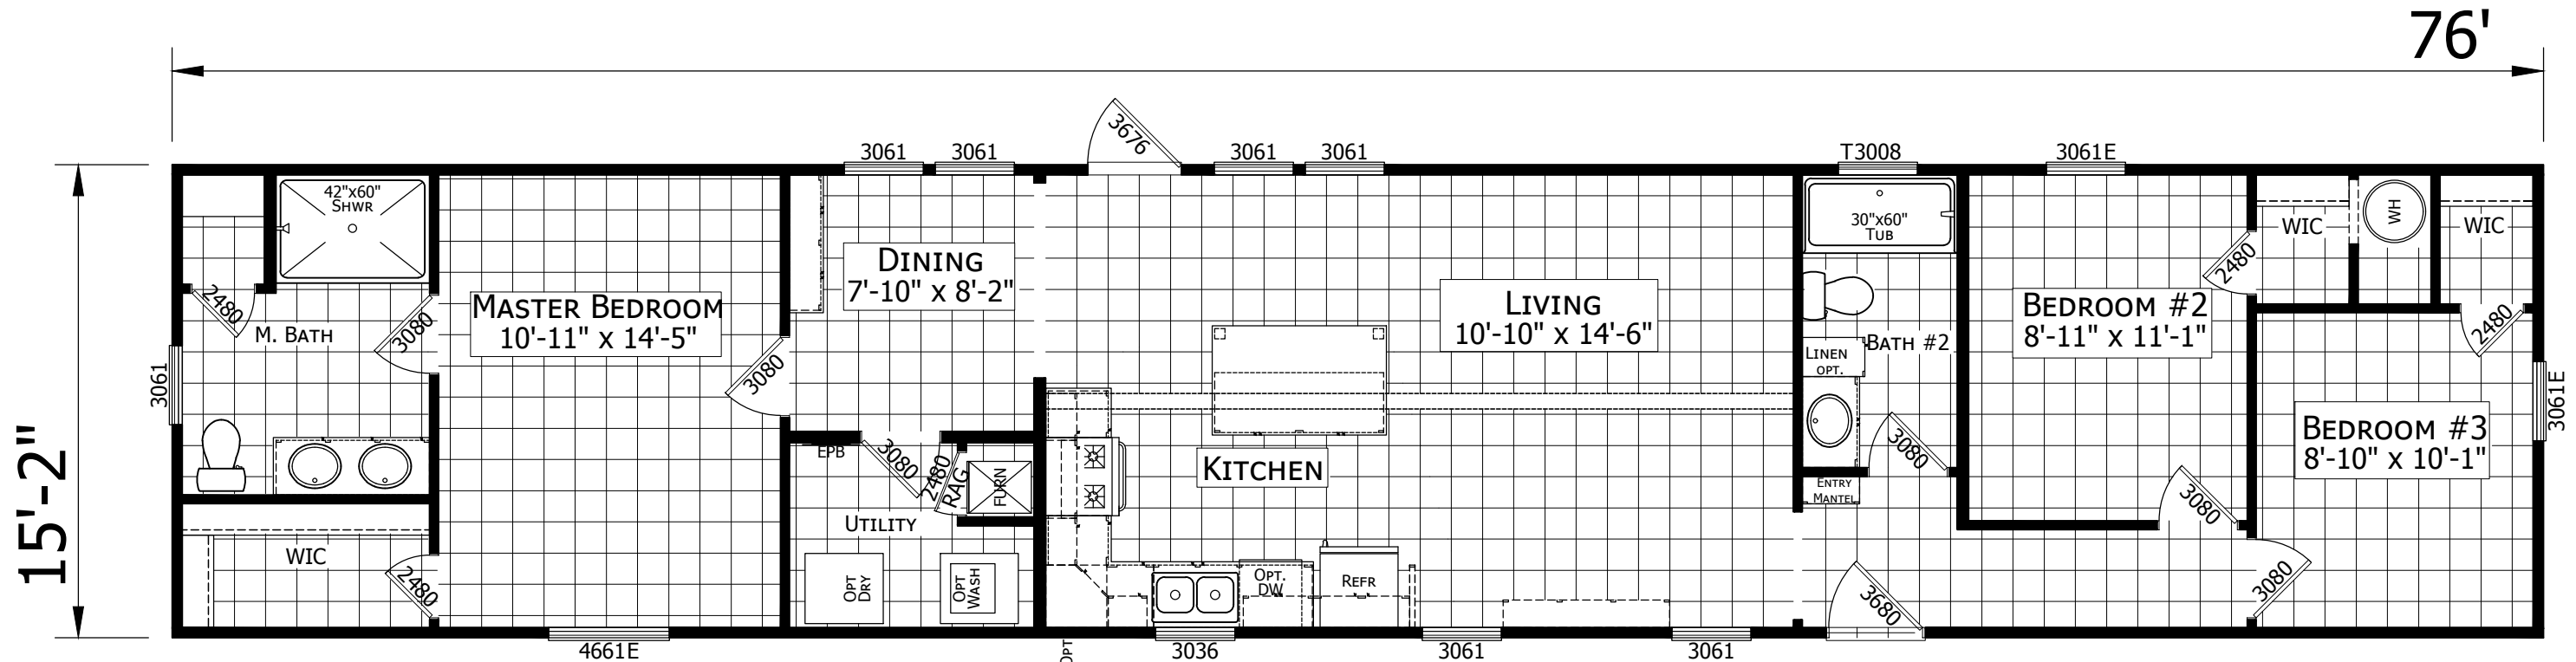 76'
15'-2"
3676
3061
3061
3061
3061
T3008
3061E
42"x60"
SHWR
2480
M. BATH
3080
MASTER BEDROOM
10'-11" x 14'-5"
3080
DINING
7'-10" x 8'-2"
LIVING
10'-10" x 14'-6"
30"x60"
TUB
LINEN
OPT.
BATH #2
BEDROOM #2
8'-11" x 11'-1"
2480
WIC
WH
WIC
2480
3061
3061E
BEDROOM #3
8'-10" x 10'-1"
EPB
3080
2480
RAG
FURN
KITCHEN
3080
ENTRY
MANTEL
3080
UTILITY
WIC
2480
OPT
DRY
OPT
WASH
OPT.
DW
REFR
3680
3080
4661E
OPT
3036
3061
3061